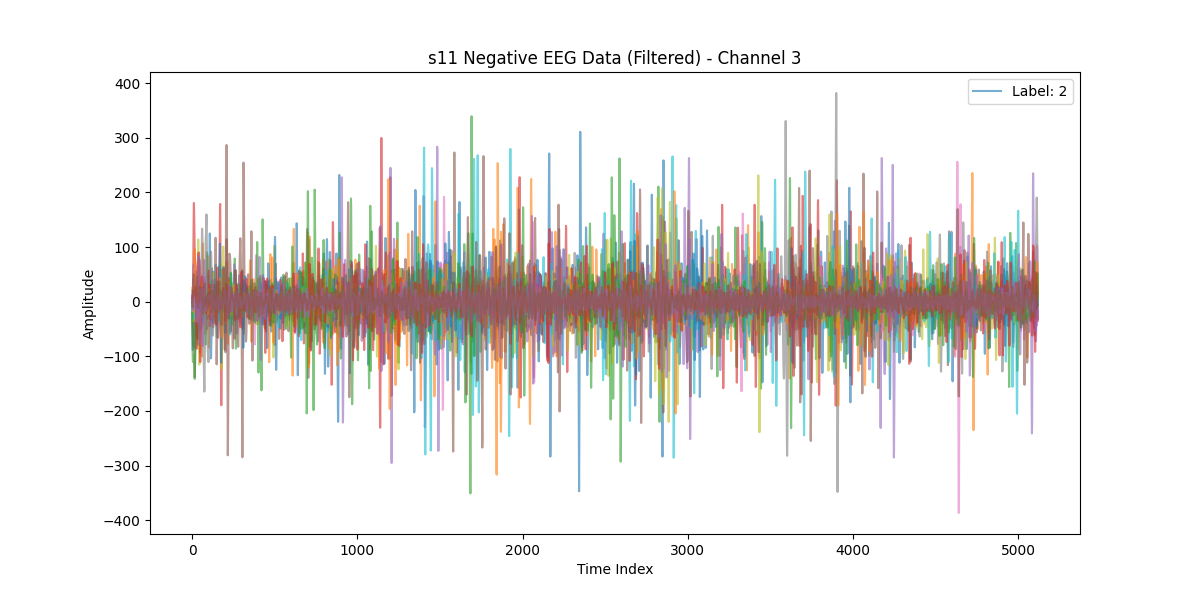 s11 Negative EEG Data (Filtered) - Channel 3
Label: 2
400
300
200
100
0
−100
−200
−300
−400
Amplitude
0 1000 2000 3000 4000 5000
Time Index